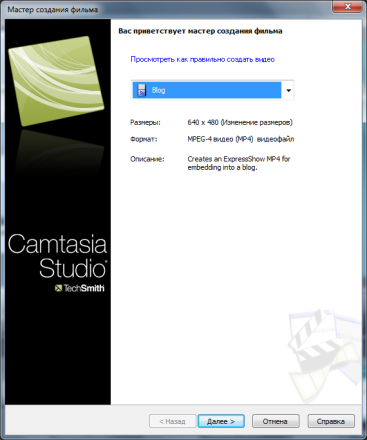 Мастер создания фильма
Вас приветствует мастер создания фильма
Просмотреть как правильно создать видео
Blog
Размеры: 640 x 480 (Изменение размеров)
Формат: MPEG-4 видео (MP4) видеофайл
Описание: Creates an ExpressShow MP4 for
embedding into a blog.
Camtasia
Studio®
TechSmith®
< Назад Далее > Отмена Справка